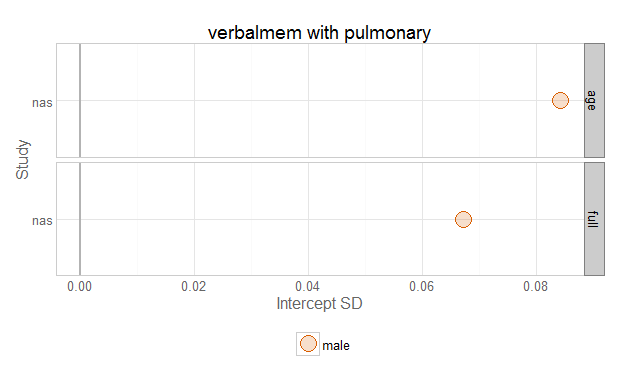 verbalmem with pulmonary
Study
nas
age
nas
full
0.00 0.02 0.04 0.06 0.08
Intercept SD
male